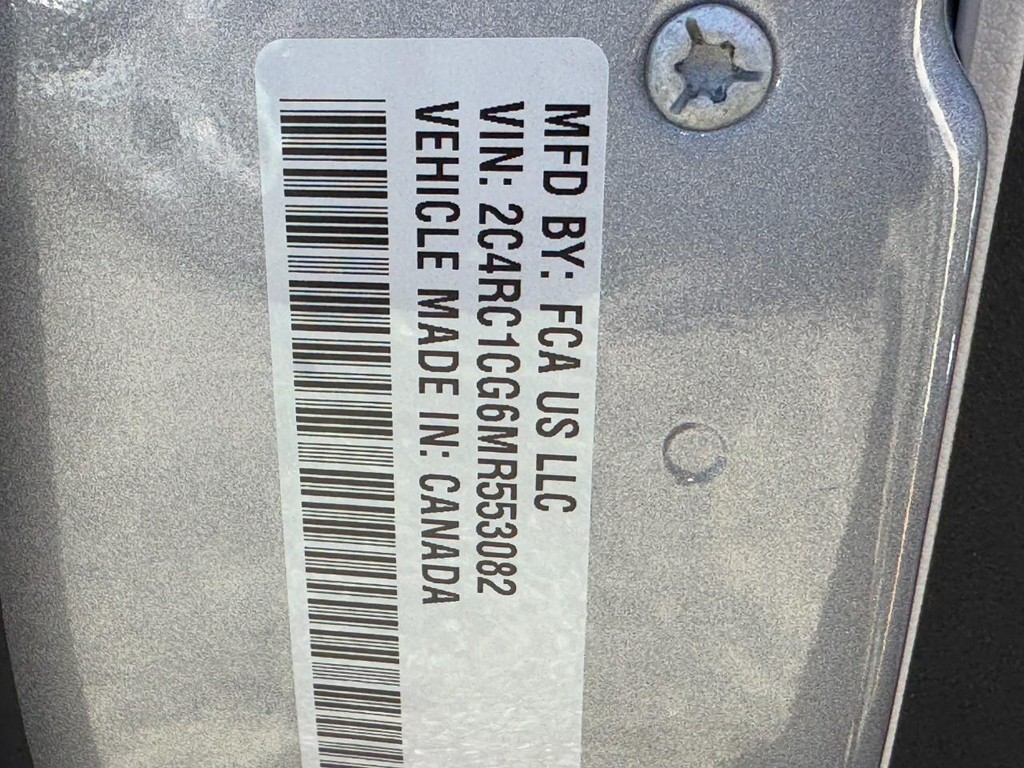 MFD BY: FCA US LLC
VIN: 2C4RC1CG6MR553082
VEHICLE MADE IN: CANADA